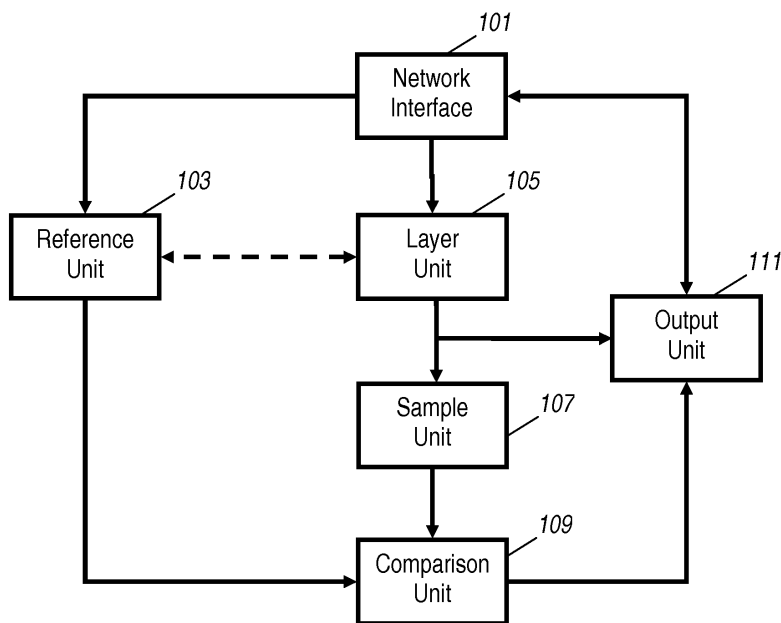 101
Network
Interface
103
Reference
Unit
105
Layer
Unit
111
Output
Unit
107
Sample
Unit
109
Comparison
Unit